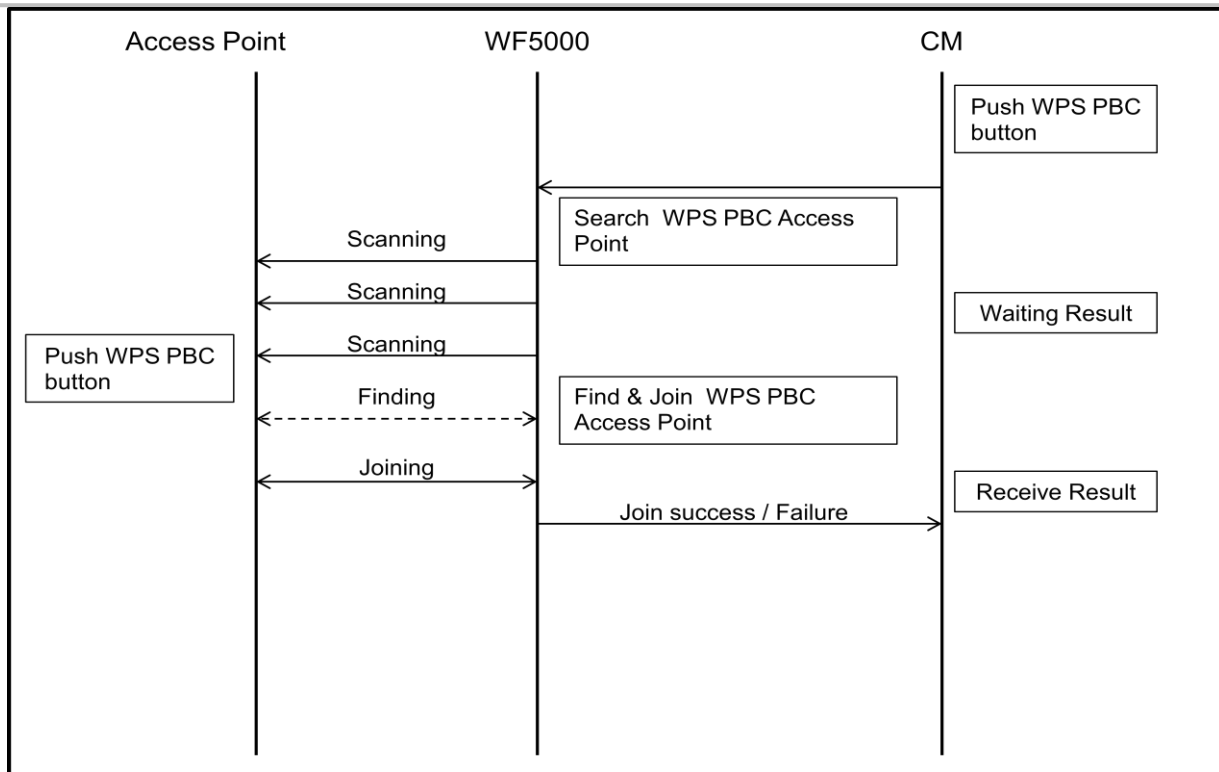 Access Point
WF5000
CM
Push WPS PBC
button
Search  WPS PBC Access
Point
Scanning
Scanning
Waiting Result
Scanning
Push WPS PBC
button
Finding
Find & Join  WPS PBC
Access Point
Joining
Receive Result
Join success / Failure